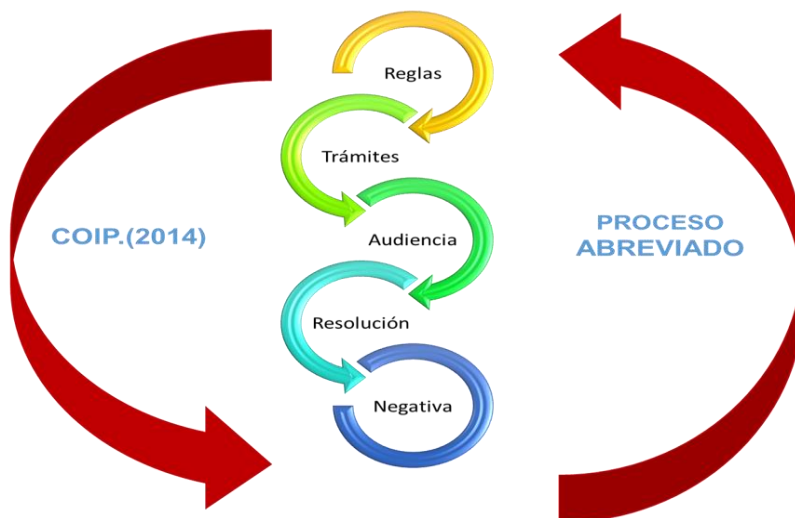 Reglas
Trámites
COIP.(2014)
Audiencia
PROCESO
ABREVIADO
Resolución
Negativa